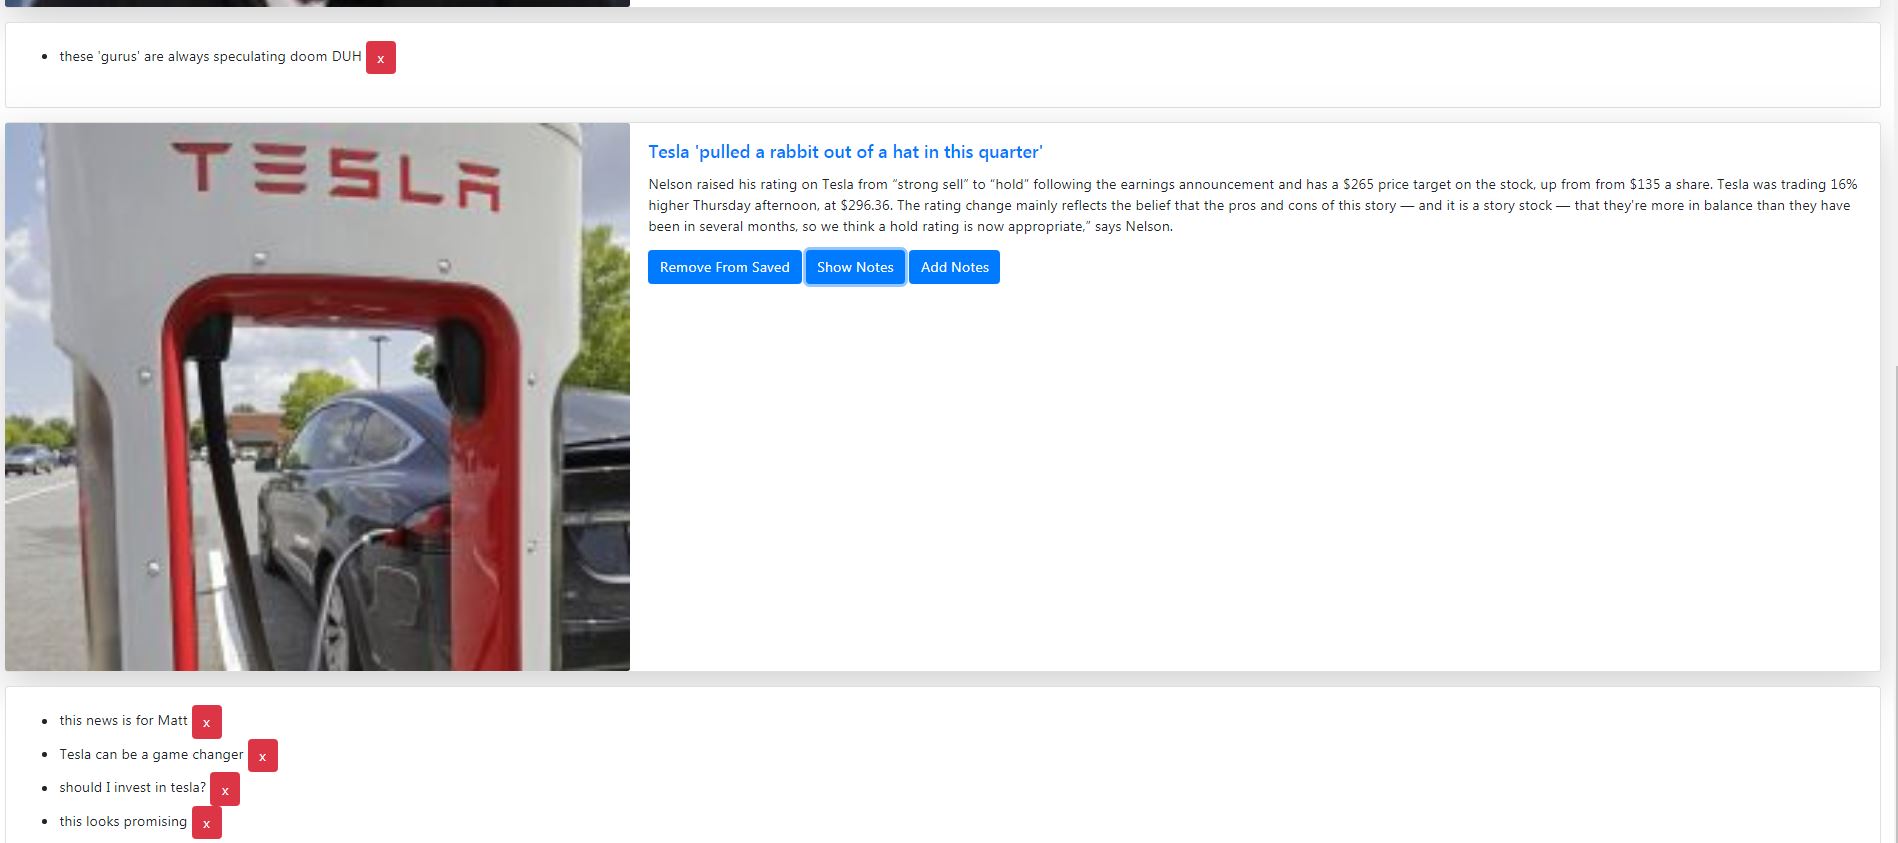 these 'gurus' are always speculating doom DUH x
TESLA
Tesla 'pulled a rabbit out of a hat in this quarter'
Nelson raised his rating on Tesla from “strong sell” to “hold” following the earnings announcement and has a $265 price target on the stock, up from from $135 a share. Tesla was trading 16%
higher Thursday afternoon, at $296.36. The rating change mainly reflects the belief that the pros and cons of this story — and it is a story stock — that they're more in balance than they have
been in several months, so we think a hold rating is now appropriate,” says Nelson.
Remove From Saved Show Notes Add Notes
this news is for Matt x
Tesla can be a game changer x
should I invest in tesla? x
this looks promising x